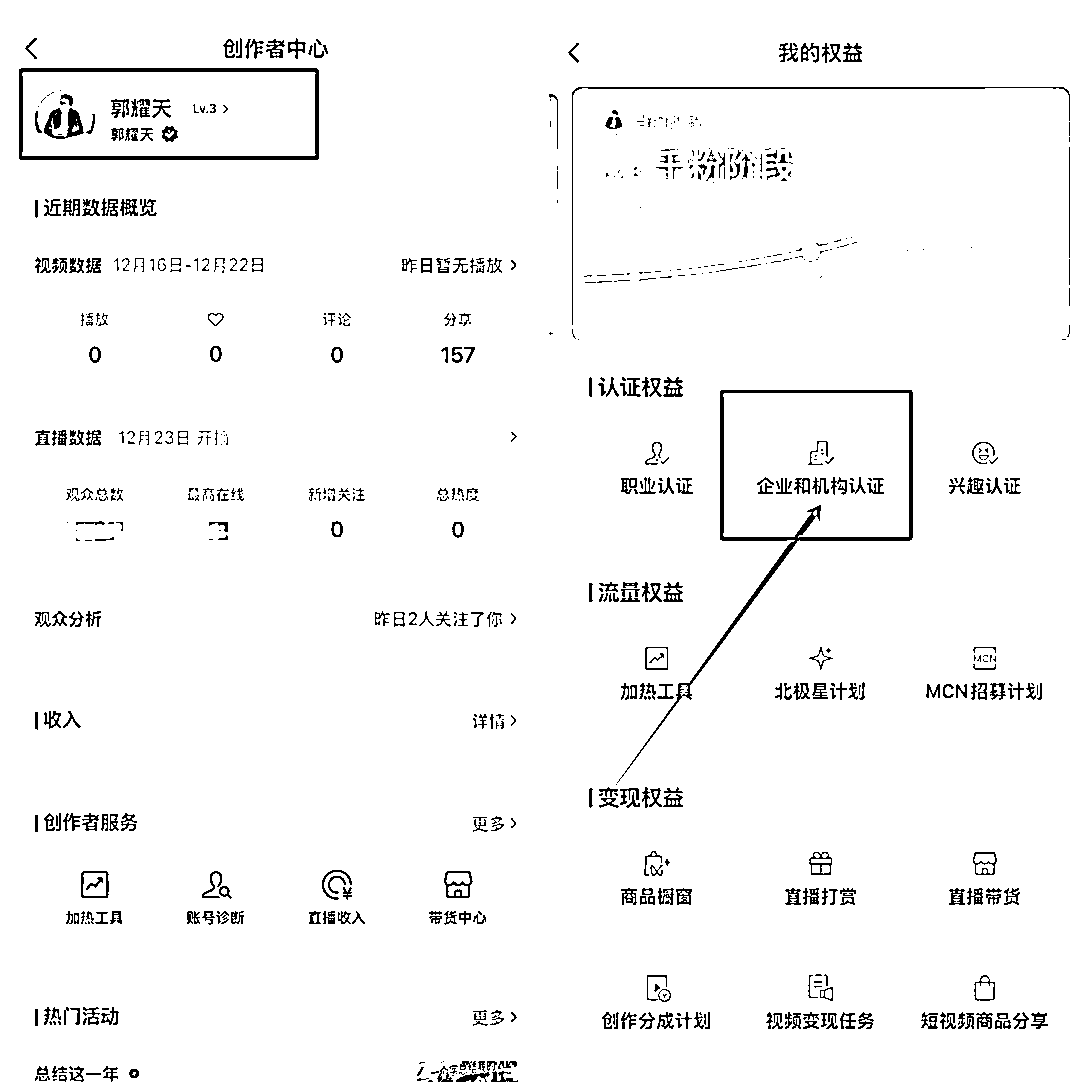 创作者中心
郭耀天 Lv.3 >
郭耀天
近期数据概览
视频数据 12月16日-12月22日 昨日暂无播放 >
播放 评论 分享
0 0 0 157
直播数据 12月23日 开播 >
观众总数 最高在线 新增关注 总热度
0 0
观众分析 昨日2人关注了你 >
收入 详情 >
创作者服务 更多 >
加热工具 账号诊断 直播收入 带货中心
热门活动 更多 >
总结这一年
我的权益
千粉阶段
认证权益
职业认证 企业和机构认证 兴趣认证
流量权益
MCN
加热工具 北极星计划 MCN招募计划
变现权益
商品橱窗 直播打赏 直播带货
创作分成计划 视频变现任务 短视频商品分享